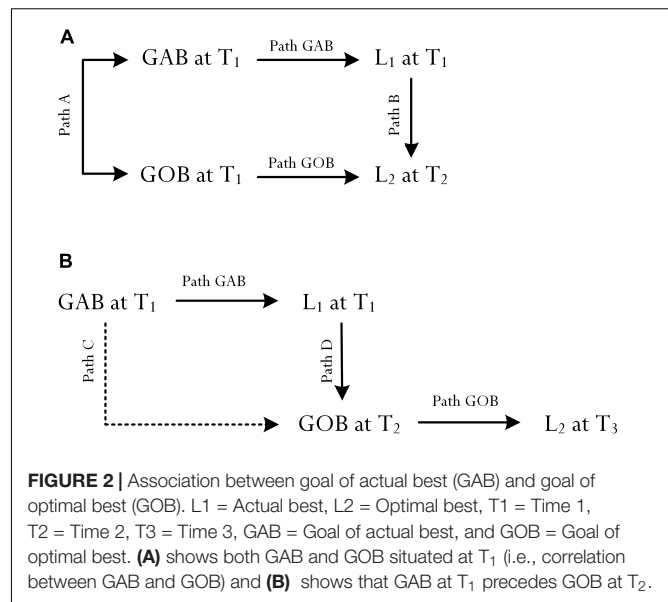 A
Path GAB
GAB at T₁
L₁ at T₁
Path A
Path B
Path GOB
GOB at T₁
L₂ at T₂
B
Path GAB
GAB at T₁
L₁ at T₁
Path C
Path D
Path GOB
GOB at T₂
L₂ at T₃
FIGURE 2 | Association between goal of actual best (GAB) and goal of
optimal best (GOB). L1 = Actual best, L2 = Optimal best, T1 = Time 1,
T2 = Time 2, T3 = Time 3, GAB = Goal of actual best, and GOB = Goal of
optimal best. (A) shows both GAB and GOB situated at T₁ (i.e., correlation
between GAB and GOB) and (B) shows that GAB at T₁ precedes GOB at T₂.